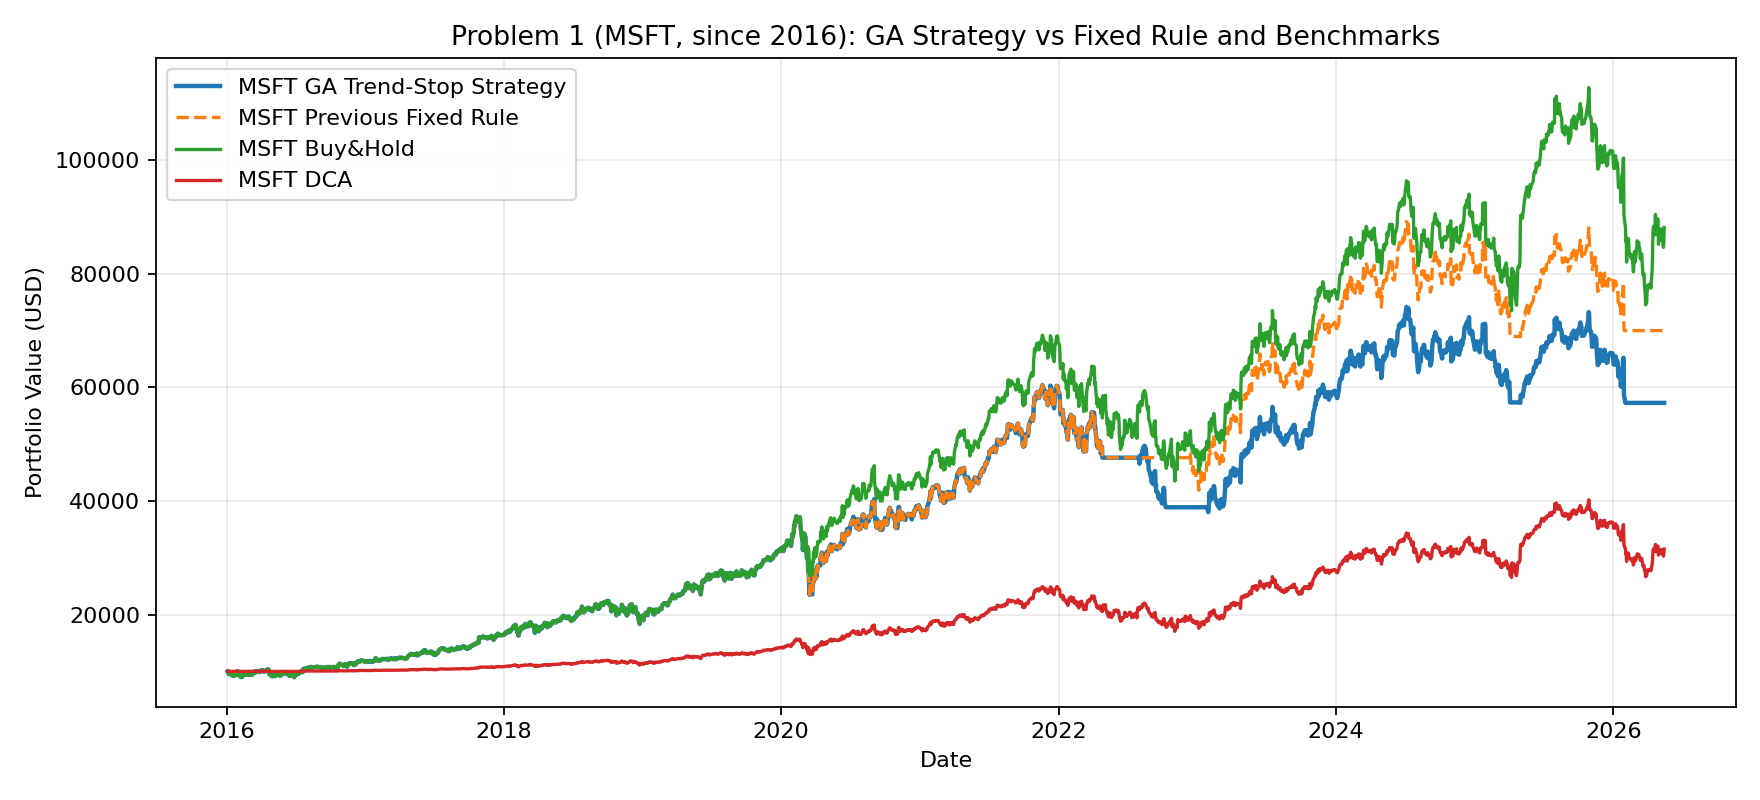 Problem 1 (MSFT, since 2016): GA Strategy vs Fixed Rule and Benchmarks
MSFT GA Trend-Stop Strategy
MSFT Previous Fixed Rule
MSFT Buy&Hold
MSFT DCA
Portfolio Value (USD)
100000
80000
60000
40000
20000
2016 2018 2020 2022 2024 2026
Date